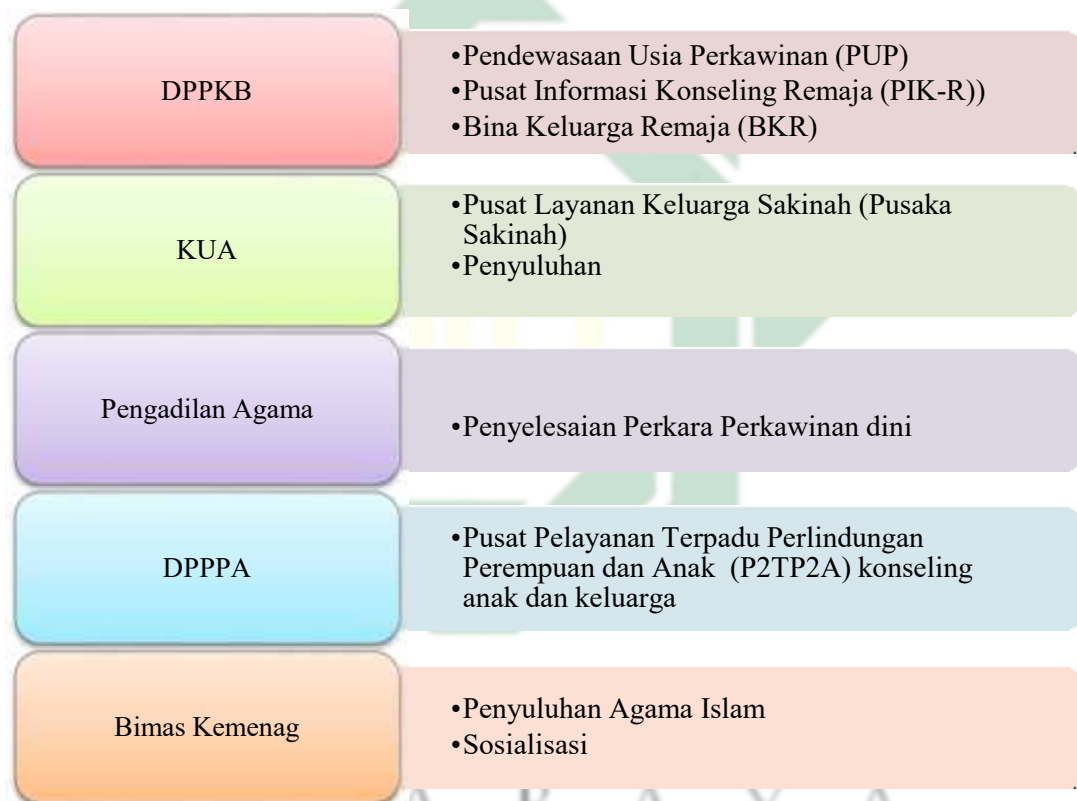 DPPKB
•Pendewasaan Usia Perkawinan (PUP)
•Pusat Informasi Konseling Remaja (PIK-R))
•Bina Keluarga Remaja (BKR)
KUA
•Pusat Layanan Keluarga Sakinah (Pusaka
Sakinah)
•Penyuluhan
Pengadilan Agama
•Penyelesaian Perkara Perkawinan dini
DPPPA
•Pusat Pelayanan Terpadu Perlindungan
Perempuan dan Anak (P2TP2A) konseling
anak dan keluarga
Bimas Kemenag
•Penyuluhan Agama Islam
•Sosialisasi